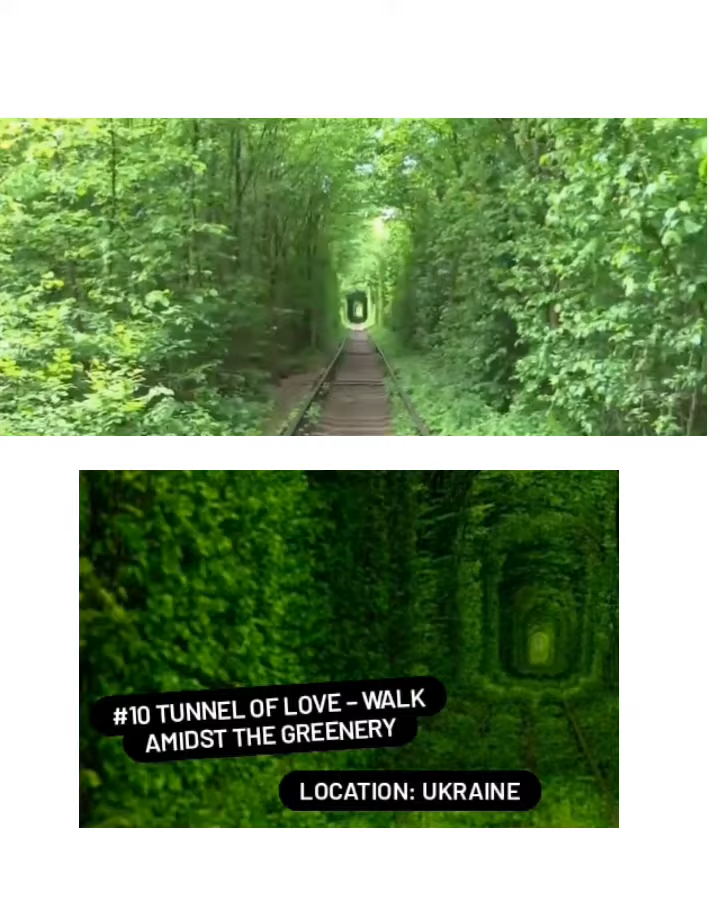 #10 TUNNEL OF LOVE – WALK
AMIDST THE GREENERY
LOCATION: UKRAINE